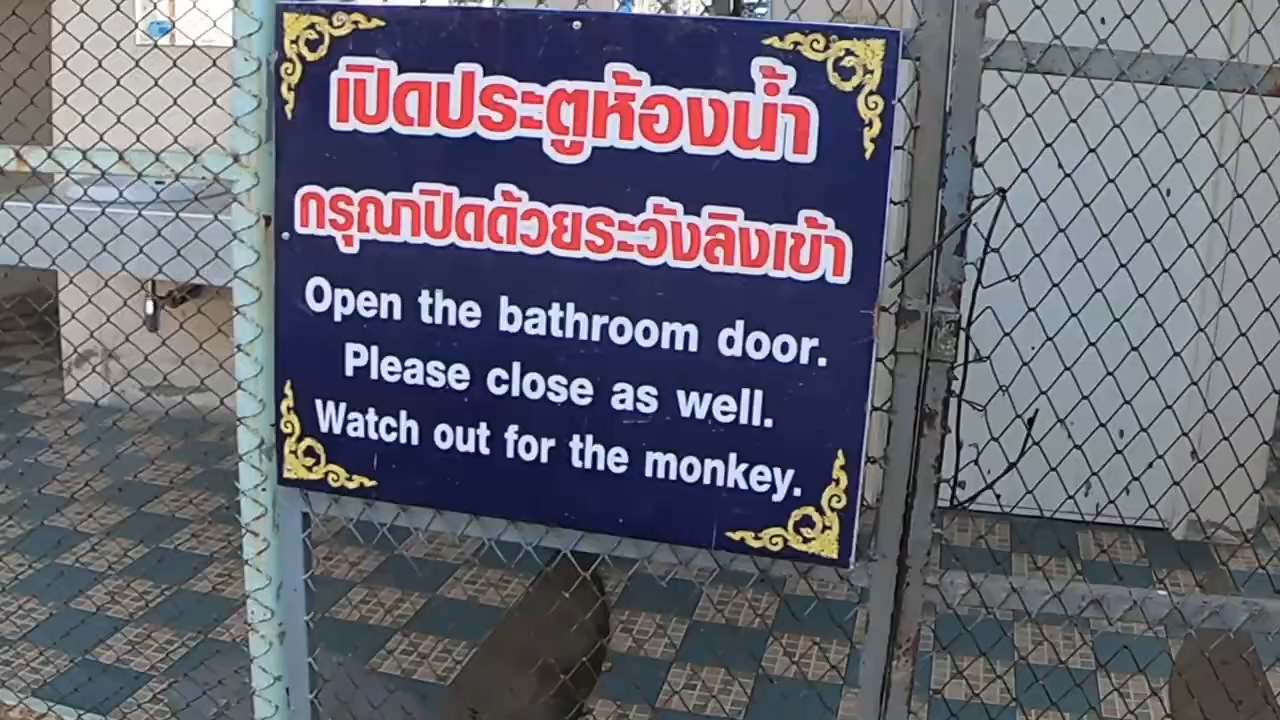 เปิดประตูห้องน้ำ
กรุณาปิดด้วยระวังลิงเข้า
Open the bathroom door.
Please close as well.
Watch out for the monkey.